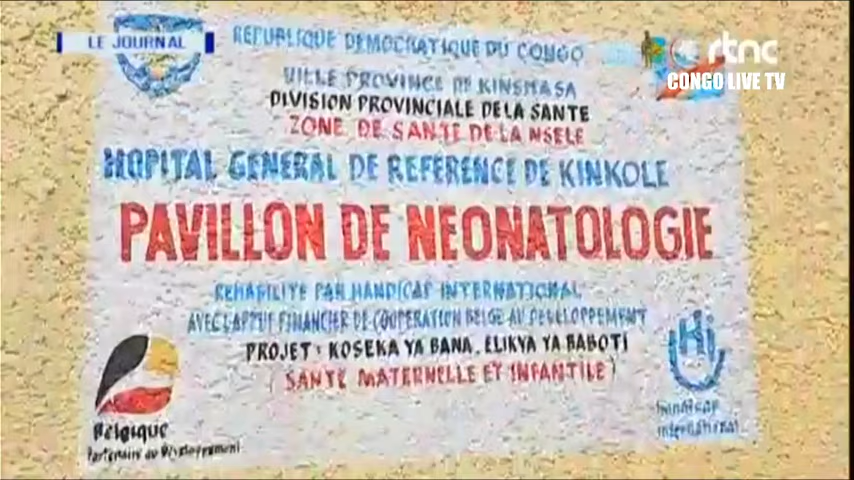 LE JOURNAL
rtnc
CONGO LIVE TV
REPUBLIQUE DEMOCRATIQUE DU CONGO
VILLE PROVINCE DE KINSHASA
DIVISION PROVINCIALE DE LA SANTE
ZONE DE SANTE DE LA NSELE
HOPITAL GENERAL DE REFERENCE DE KINKOLE
PAVILLON DE NEONATOLOGIE
REHABILITE PAR HANDICAP INTERNATIONAL
AVEC L'APPUI FINANCIER DE COOPERATION BELGE AU DEVELOPPEMENT
PROJET : KOSEKA YA BANA, ELIKYA YA BABOTI
( SANTE MATERNELLE ET INFANTILE )
Belgique
Partenaire du Développement
Hi
handicap
international